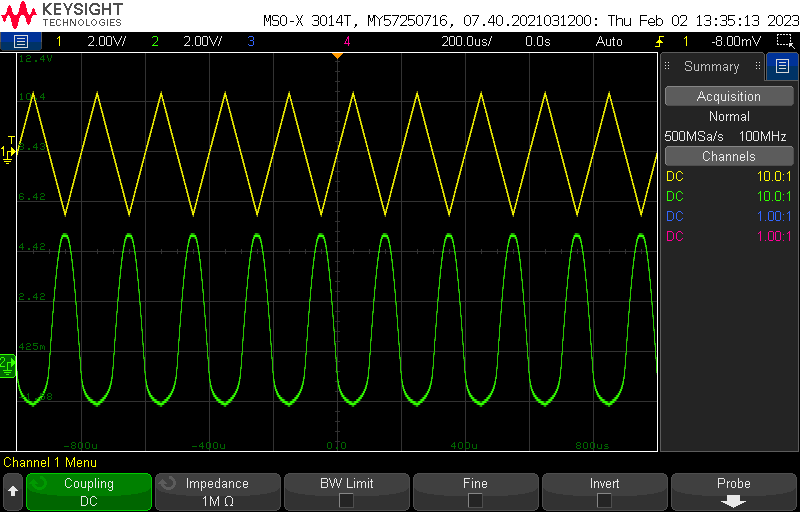 KEYSIGHT
TECHNOLOGIES
MSO-X 3014T, MY57250716, 07.40.2021031200: Thu Feb 02 13:35:13 2023
1 2.00V/ 2 2.00V/ 3 4 200.0us/ 0.0s Auto 1 -8.00mV
12.4V
10.4
8.43
6.42
4.42
2.42
425m
-1.58
-800u -400u 0.0 400u 800us
T
1
2
Summary
Acquisition
Normal
500MSa/s 100MHz
Channels
DC 10.0:1
DC 10.0:1
DC 1.00:1
DC 1.00:1
Channel 1 Menu
Coupling
DC
Impedance
1M Ω
BW Limit
Fine
Invert
Probe